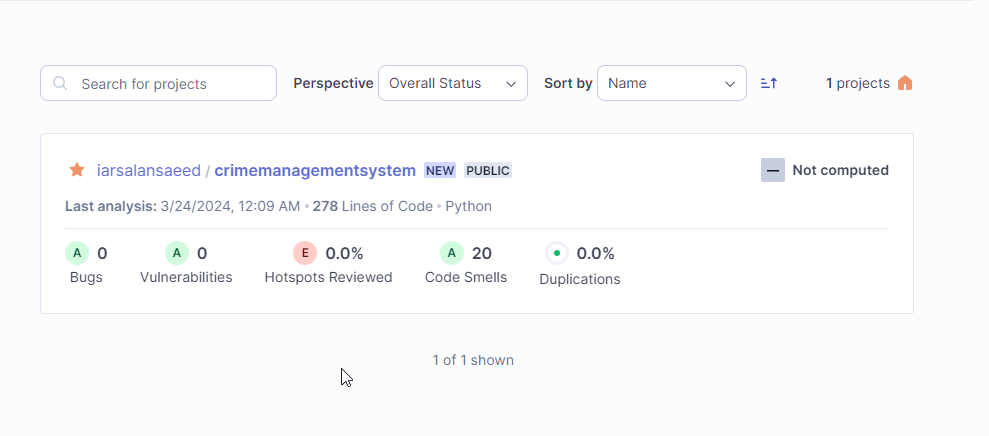 Search for projects Perspective Overall Status Sort by Name 1 projects
iarsalansaeed / crimemanagementsystem NEW PUBLIC — Not computed
Last analysis: 3/24/2024, 12:09 AM • 278 Lines of Code • Python
A 0 A 0 E 0.0% A 20 0.0%
Bugs Vulnerabilities Hotspots Reviewed Code Smells Duplications
1 of 1 shown